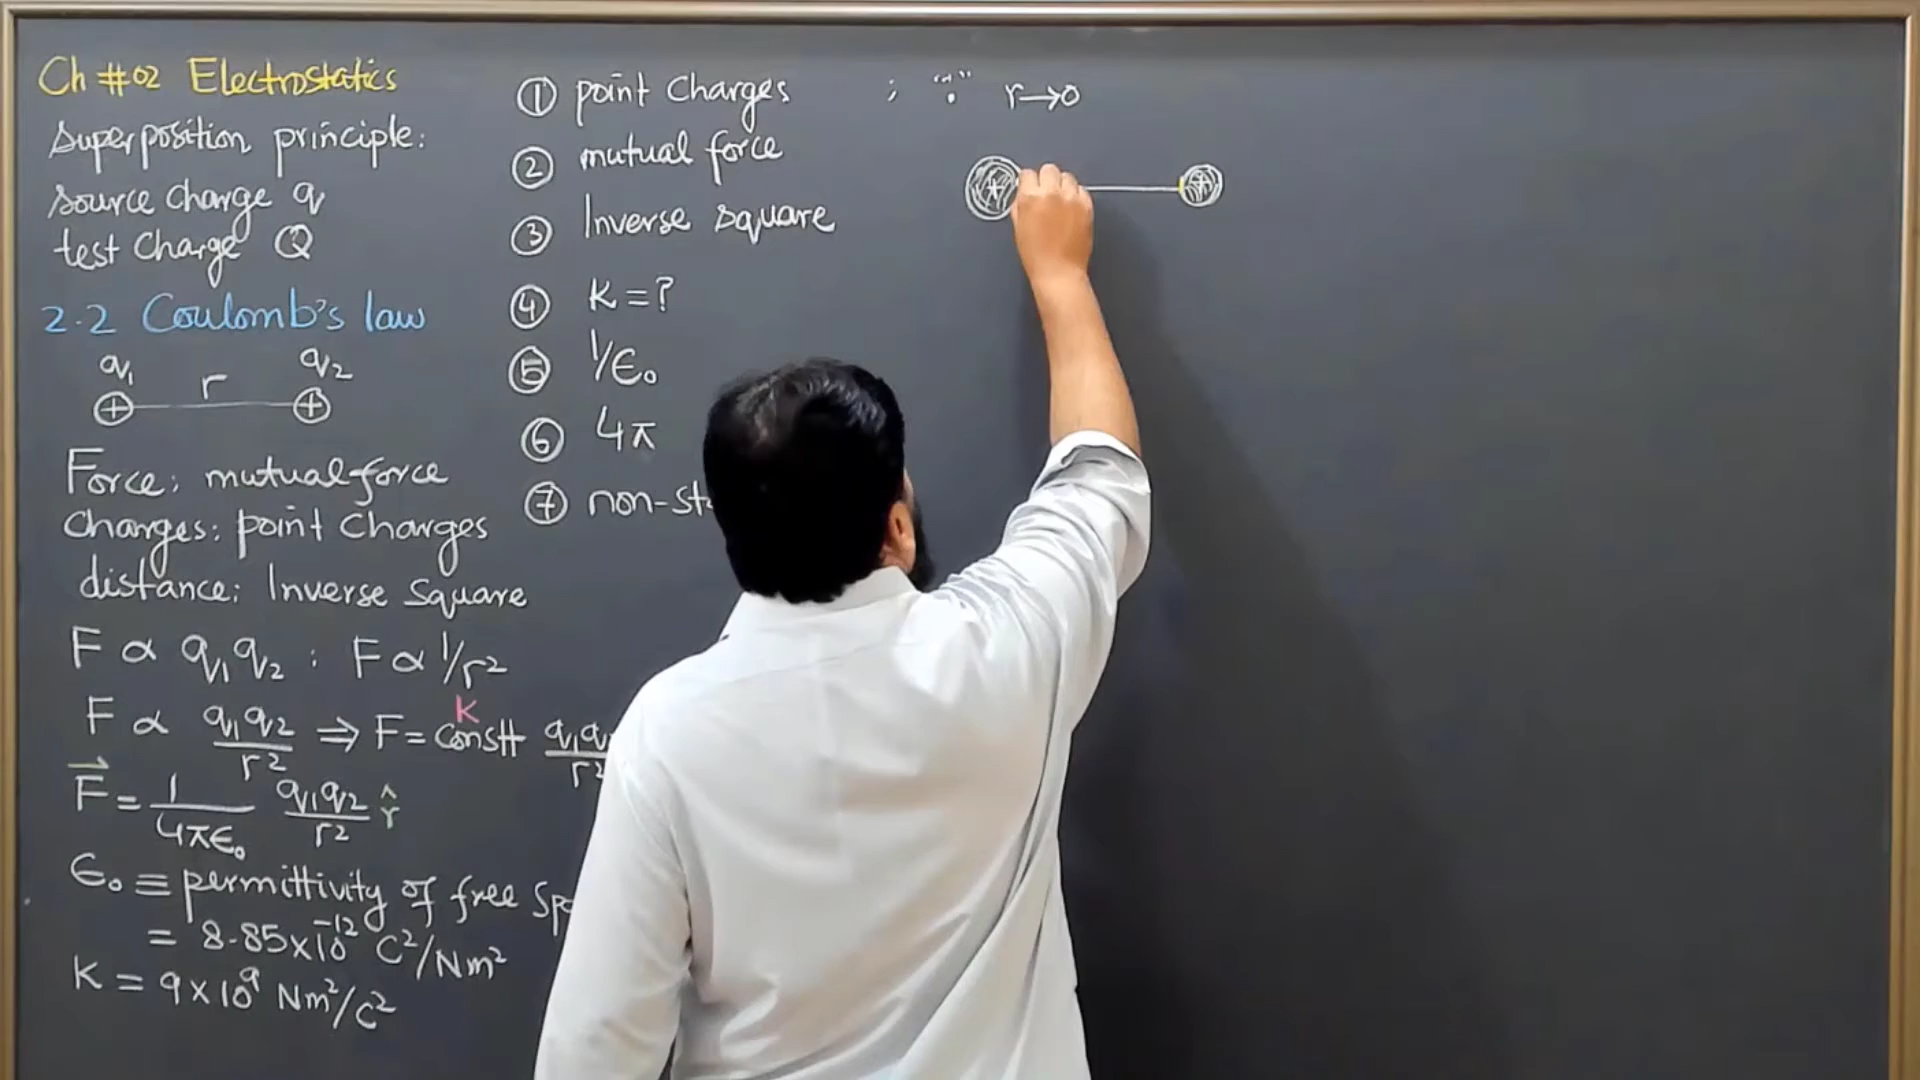 Ch #02 Electrostatics
Superposition principle:
source charge q
test charge Q
2.2 Coulomb's law
q₁ q₂
r
Force: mutual force
Charges: point charges
distance: Inverse square
F ∝ q₁q₂ : F ∝ 1/r²
F ∝ q₁q₂/r² ⇒ F = constt q₁q
K
r²
F⃗ = 1/4πϵ₀ q₁q₂/r² r̂
ϵ₀ ≡ permittivity of free Sp
= 8.85×10⁻¹² C²/Nm²
K = 9×10⁹ Nm²/C²
① point charges ; "." r→0
② mutual force
③ Inverse square
④ K = ?
⑤ 1/ϵ₀
⑥ 4π
⑦ non-st